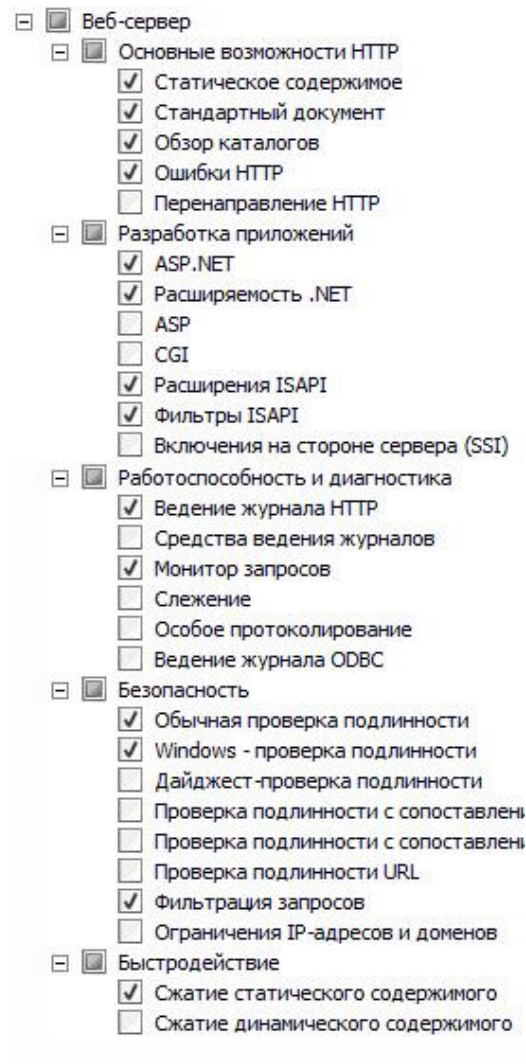 Веб-сервер
Основные возможности HTTP
Статическое содержимое
Стандартный документ
Обзор каталогов
Ошибки HTTP
Перенаправление HTTP
Разработка приложений
ASP.NET
Расширяемость .NET
ASP
CGI
Расширения ISAPI
Фильтры ISAPI
Включения на стороне сервера (SSI)
Работоспособность и диагностика
Ведение журнала HTTP
Средства ведения журналов
Монитор запросов
Слежение
Особое протоколирование
Ведение журнала ODBC
Безопасность
Обычная проверка подлинности
Windows - проверка подлинности
Дайджест-проверка подлинности
Проверка подлинности с сопоставлени
Проверка подлинности с сопоставлени
Проверка подлинности URL
Фильтрация запросов
Ограничения IP-адресов и доменов
Быстродействие
Сжатие статического содержимого
Сжатие динамического содержимого